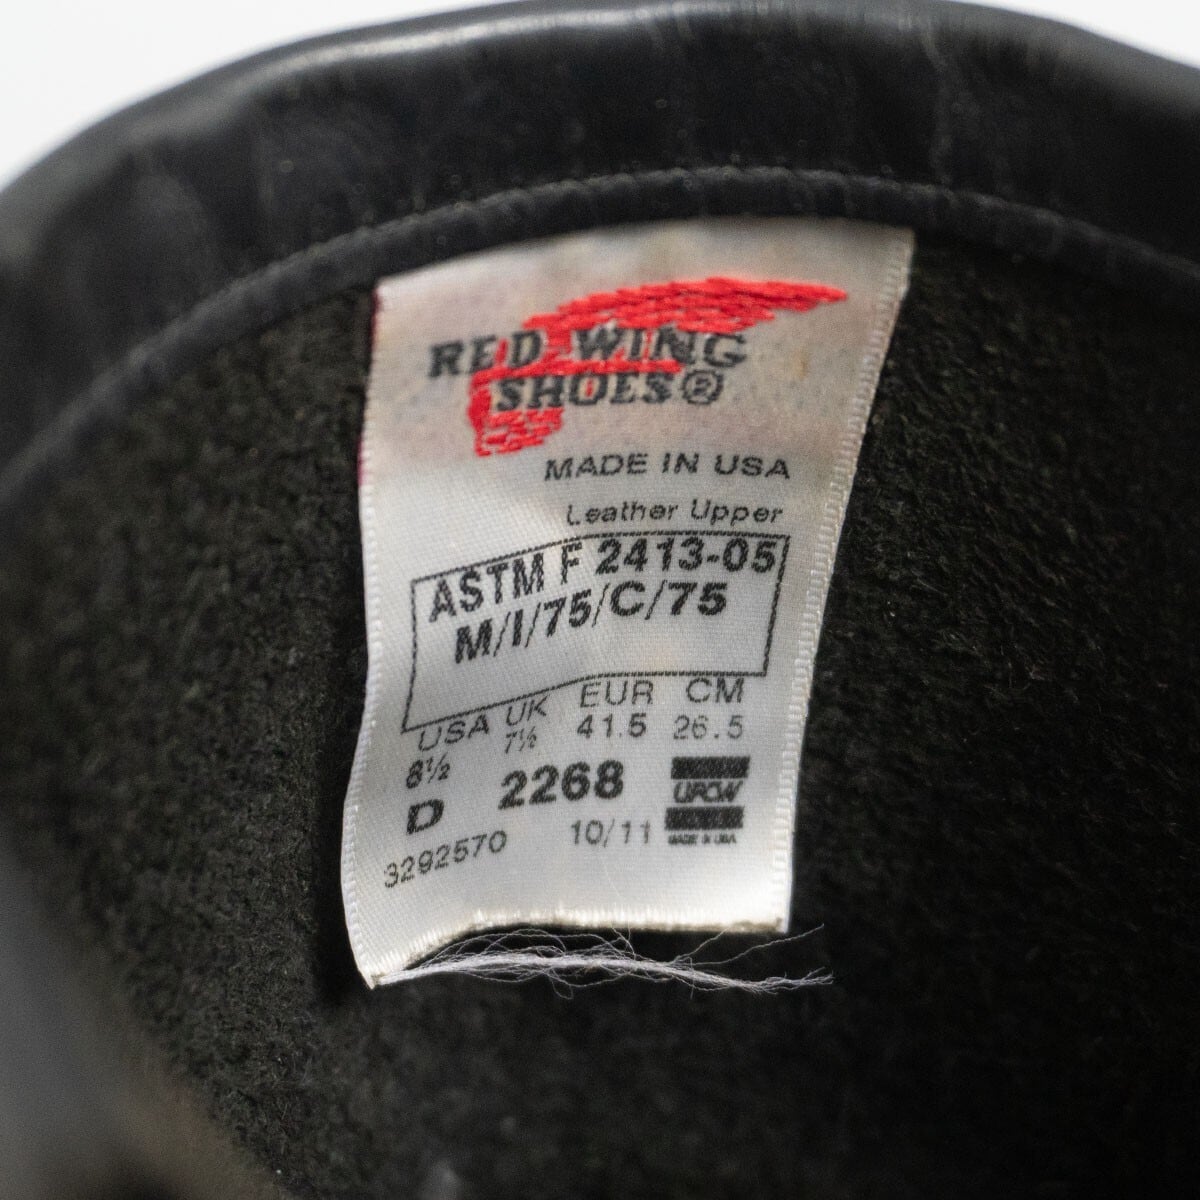 RED WING
SHOES®
MADE IN USA
Leather Upper
ASTM F 2413-05
M/I/75/C/75
USA UK EUR CM
8½ 7½ 41.5 26.5
D 2268 UFCW
3292570 10/11 MADE IN USA